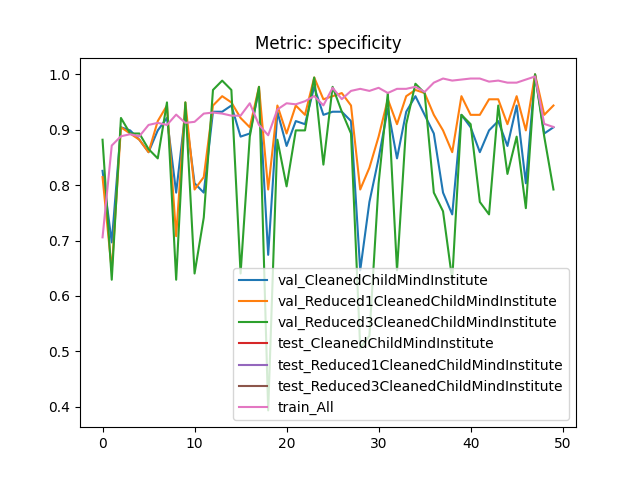 Metric: specificity
1.0
0.9
0.8
0.7
0.6
0.5
0.4
val_CleanedChildMindInstitute
val_Reduced1CleanedChildMindInstitute
val_Reduced3CleanedChildMindInstitute
test_CleanedChildMindInstitute
test_Reduced1CleanedChildMindInstitute
test_Reduced3CleanedChildMindInstitute
train_All
0 10 20 30 40 50